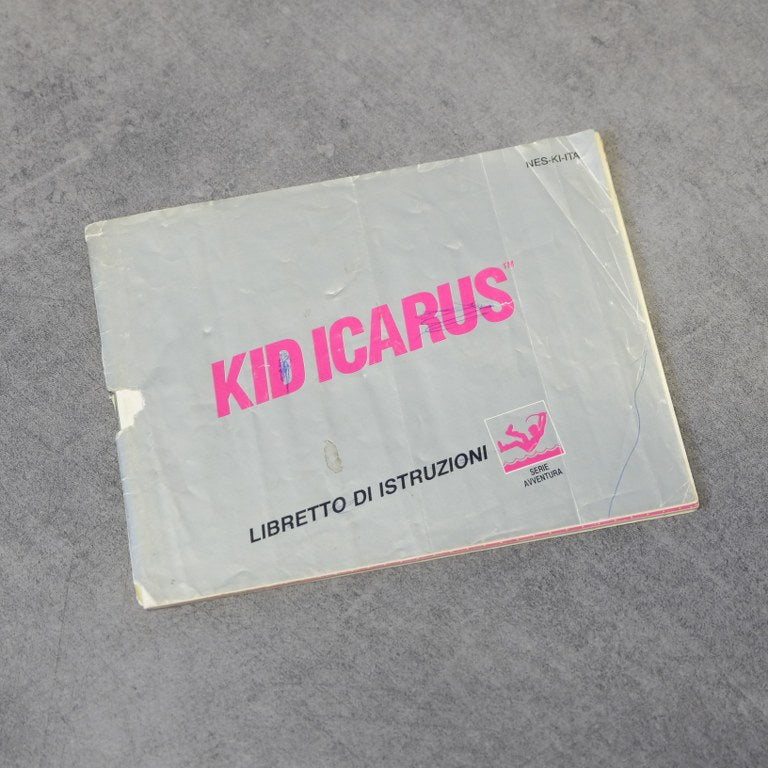 NES-KI-ITA
KID ICARUS™
LIBRETTO DI ISTRUZIONI
SERIE
AVVENTURA